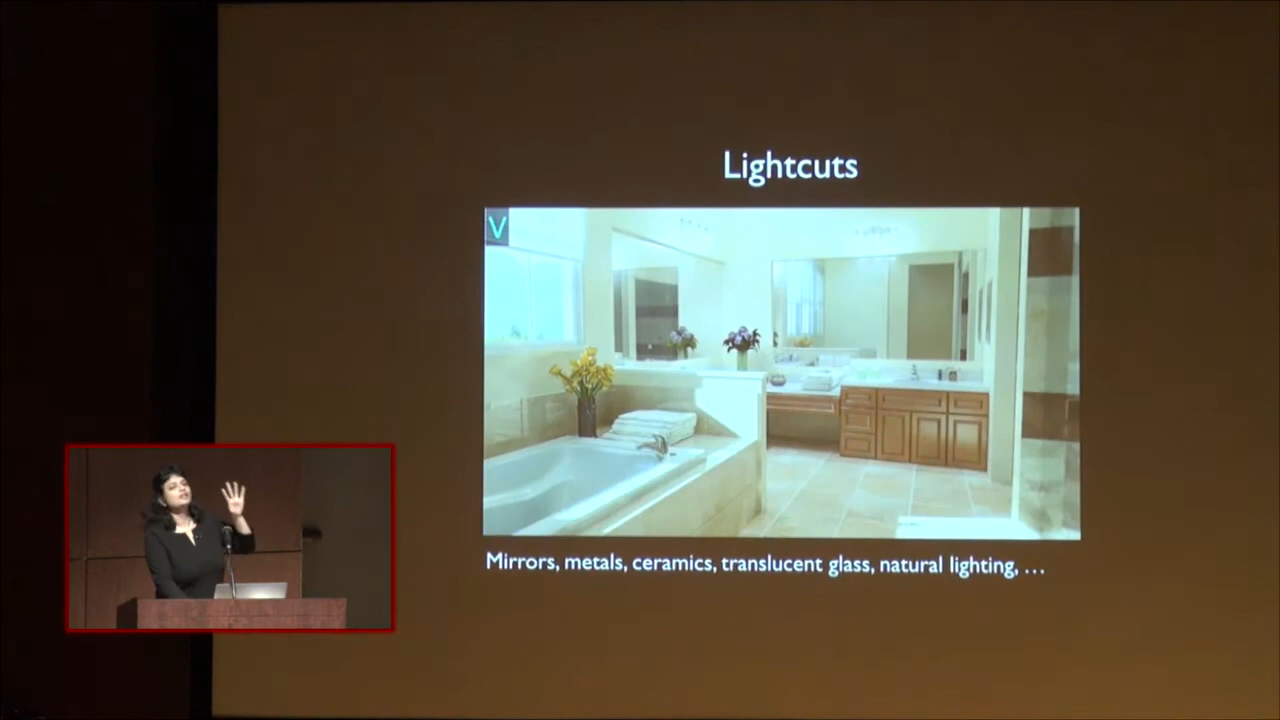 Lightcuts
V
Mirrors, metals, ceramics, translucent glass, natural lighting, …